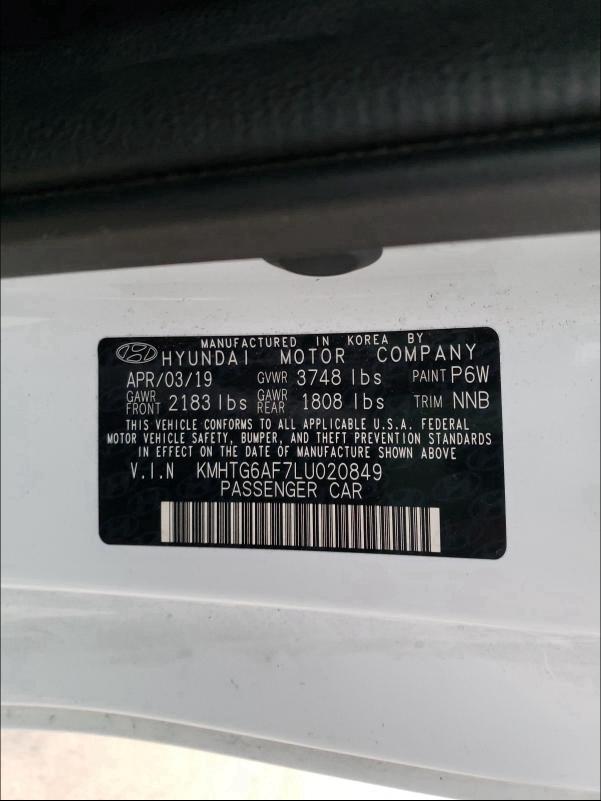 MANUFACTURED IN KOREA BY
HYUNDAI MOTOR COMPANY
APR/03/19 GVWR 3748 lbs PAINT P6W
GAWR FRONT 2183 lbs GAWR REAR 1808 lbs TRIM NNB
THIS VEHICLE CONFORMS TO ALL APPLICABLE U.S.A. FEDERAL
MOTOR VEHICLE SAFETY, BUMPER, AND THEFT PREVENTION STANDARDS
IN EFFECT ON THE DATE OF MANUFACTURE SHOWN ABOVE
V.I.N KMHTG6AF7LU020849
PASSENGER CAR